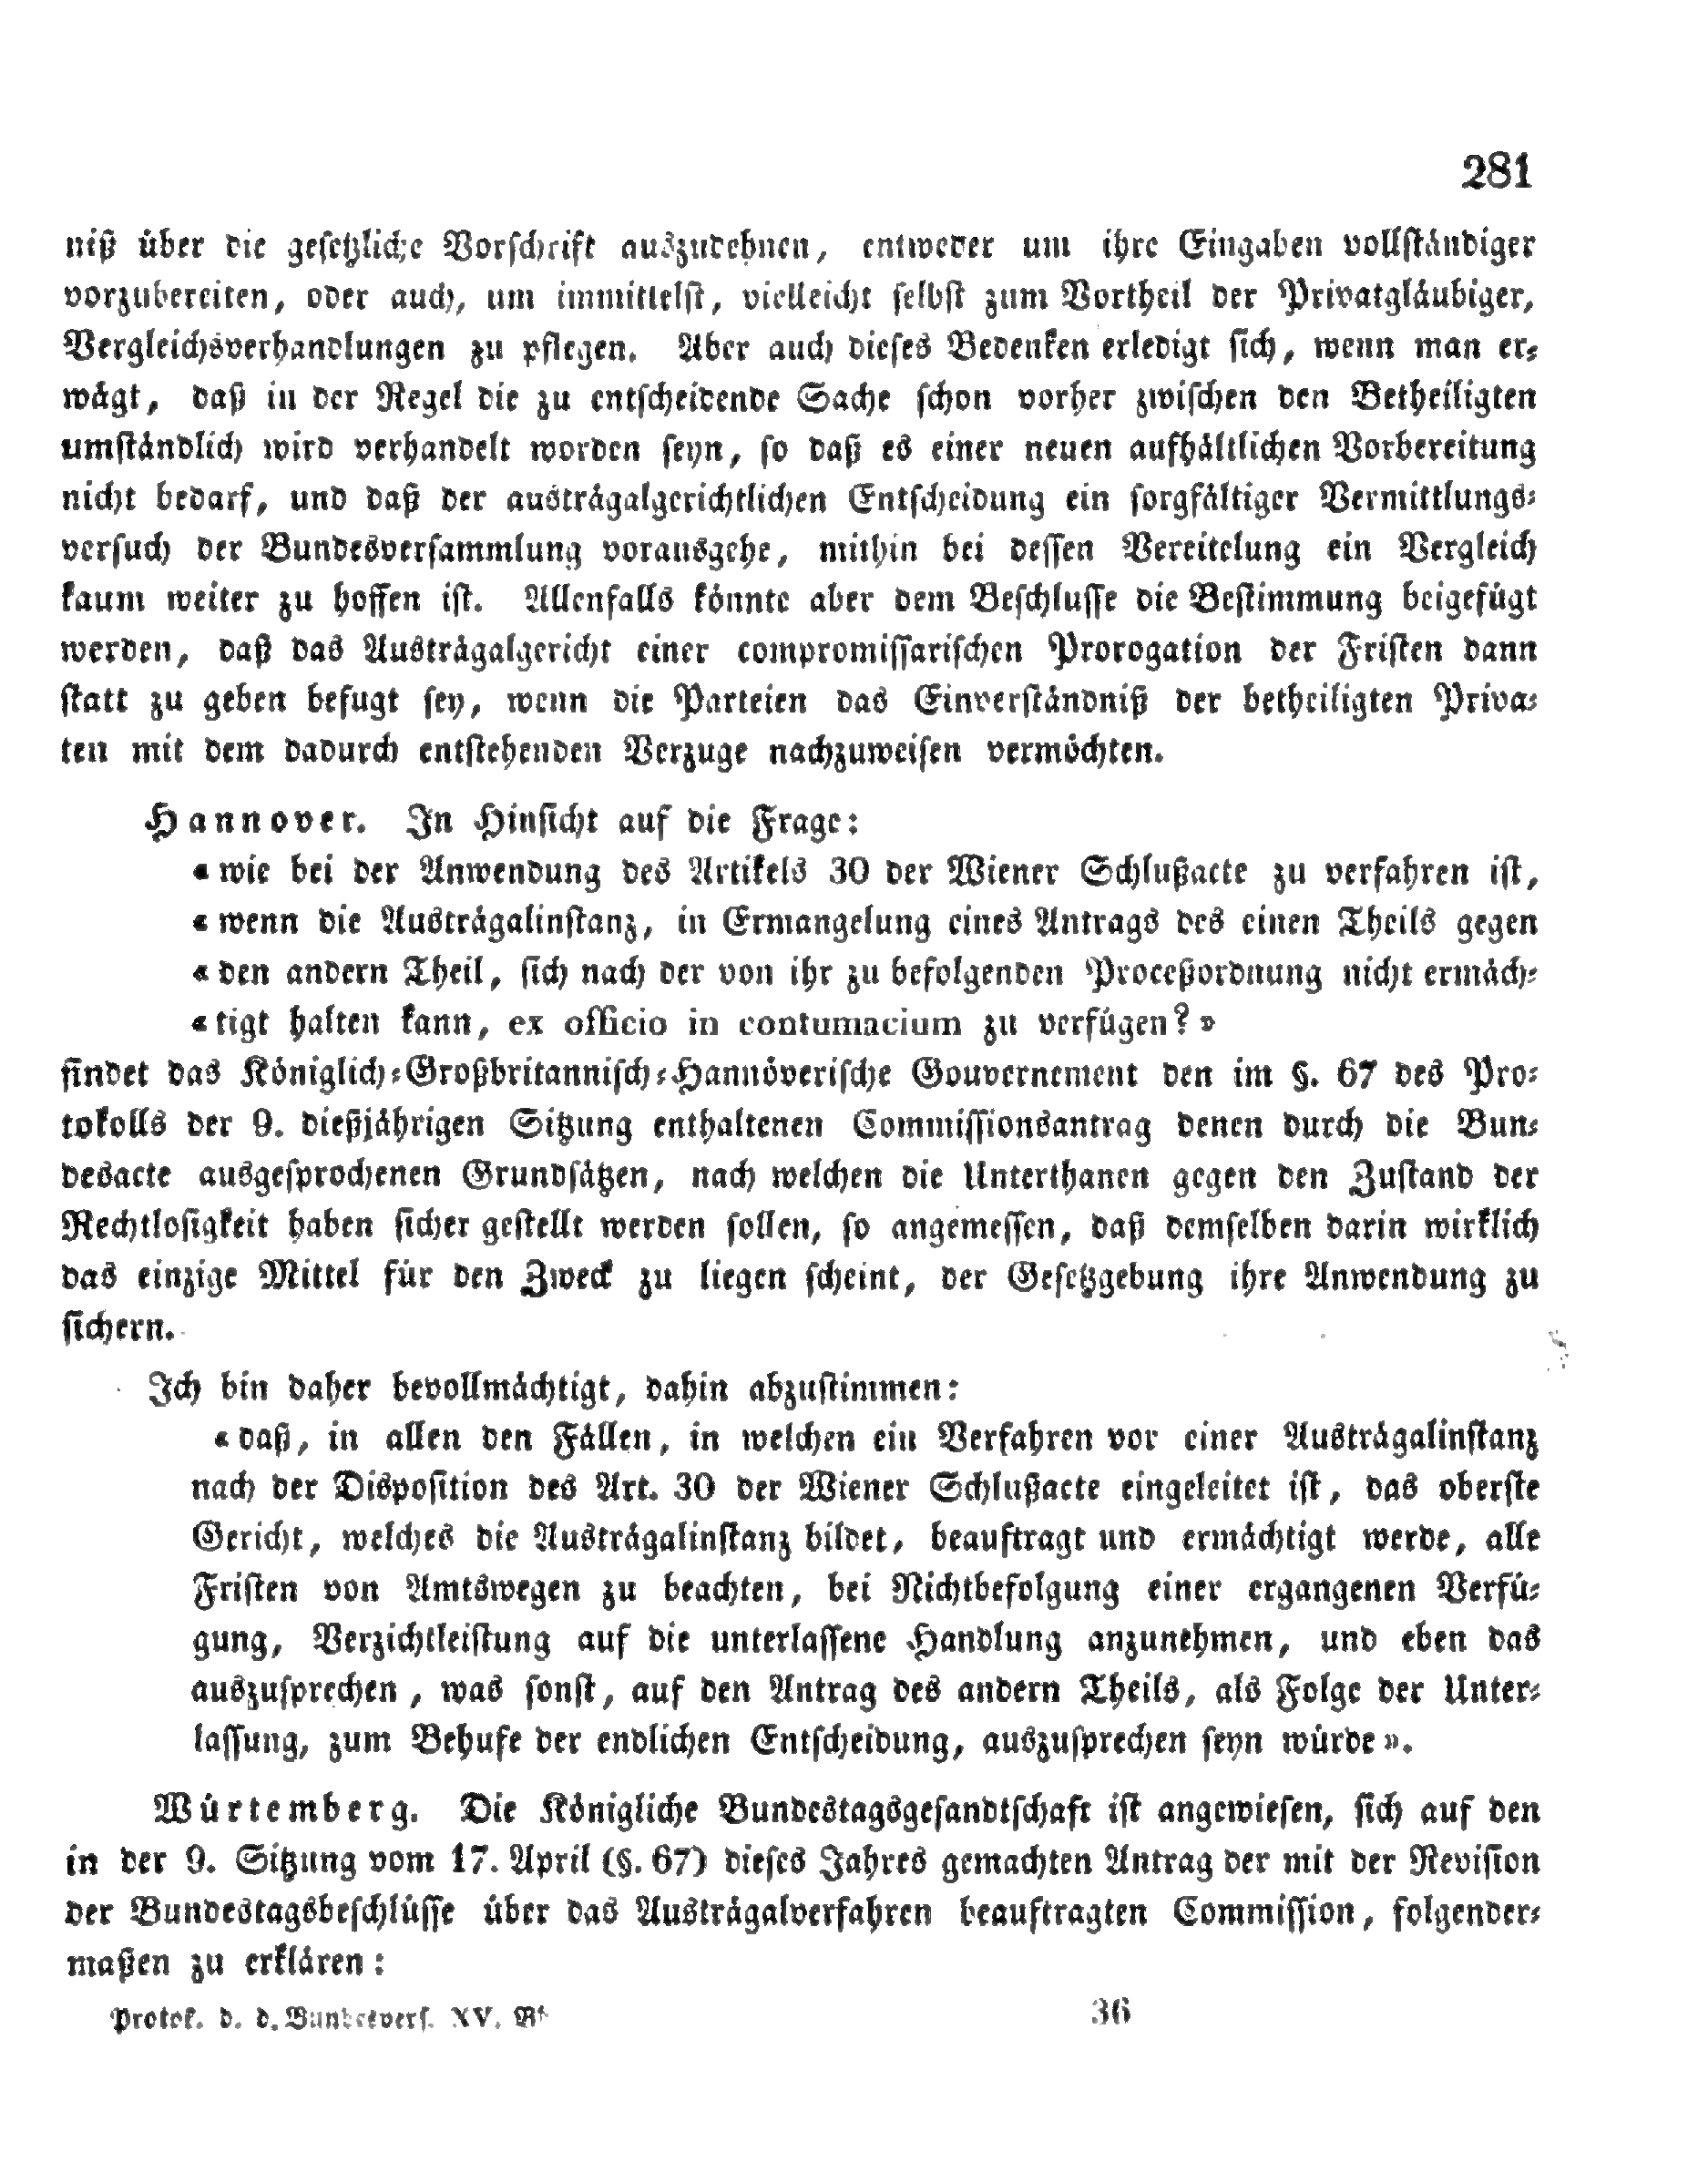 281
niß über die gesetzliche Vorschrift auszudehnen, entweder um ihre Eingaben vollständiger
vorzubereiten, oder auch, um immittelst, vielleicht selbst zum Vortheil der Privatgläubiger,
Vergleichsverhandlungen zu pflegen. Aber auch dieses Bedenken erledigt sich, wenn man er-
wägt, daß in der Regel die zu entscheidende Sache schon vorher zwischen den Betheiligten
umständlich wird verhandelt worden seyn, so daß es einer neuen aufhältlichen Vorbereitung
nicht bedarf, und daß der austrägalgerichtlichen Entscheidung ein sorgfältiger Vermittlungs-
versuch der Bundesversammlung vorausgehe, mithin bei dessen Vereitelung ein Vergleich
kaum weiter zu hoffen ist. Allenfalls könnte aber dem Beschlusse die Bestimmung beigefügt
werden, daß das Austrägalgericht einer compromissarischen Prorogation der Fristen dann
statt zu geben befugt sey, wenn die Parteien das Einverständniß der betheiligten Priva-
ten mit dem dadurch entstehenden Verzuge nachzuweisen vermöchten.
Hannover. In Hinsicht auf die Frage:
«wie bei der Anwendung des Artikels 30 der Wiener Schlußacte zu verfahren ist,
«wenn die Austrägalinstanz, in Ermangelung eines Antrags des einen Theils gegen
«den andern Theil, sich nach der von ihr zu befolgenden Proceßordnung nicht ermäch-
«tigt halten kann, ex officio in contumacium zu verfügen?»
findet das Königlich-Großbritannisch-Hannöverische Gouvernement den im §. 67 des Pro-
tokolls der 9. dießjährigen Sitzung enthaltenen Commissionsantrag denen durch die Bun-
desacte ausgesprochenen Grundsätzen, nach welchen die Unterthanen gegen den Zustand der
Rechtlosigkeit haben sicher gestellt werden sollen, so angemessen, daß demselben darin wirklich
das einzige Mittel für den Zweck zu liegen scheint, der Gesetzgebung ihre Anwendung zu
sichern.
Ich bin daher bevollmächtigt, dahin abzustimmen:
«daß, in allen den Fällen, in welchen ein Verfahren vor einer Austrägalinstanz
nach der Disposition des Art. 30 der Wiener Schlußacte eingeleitet ist, das oberste
Gericht, welches die Austrägalinstanz bildet, beauftragt und ermächtigt werde, alle
Fristen von Amtswegen zu beachten, bei Nichtbefolgung einer ergangenen Verfü-
gung, Verzichtleistung auf die unterlassene Handlung anzunehmen, und eben das
auszusprechen, was sonst, auf den Antrag des andern Theils, als Folge der Unter-
lassung, zum Behufe der endlichen Entscheidung, auszusprechen seyn würde».
Würtemberg. Die Königliche Bundestagsgesandtschaft ist angewiesen, sich auf den
in der 9. Sitzung vom 17. April (§. 67) dieses Jahres gemachten Antrag der mit der Revision
der Bundestagsbeschlüsse über das Austrägalverfahren beauftragten Commission, folgender-
maßen zu erklären:
Protok. d. d. Bundesvers. XV. Bd. 36